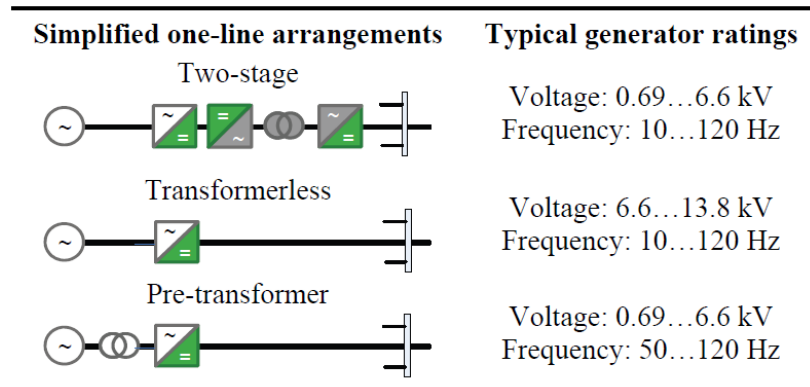 Simplified one-line arrangements Typical generator ratings
Two-stage
Voltage: 0.69…6.6 kV
Frequency: 10…120 Hz
~ ~ = = ~ ~ =
Transformerless
Voltage: 6.6…13.8 kV
Frequency: 10…120 Hz
~ ~ =
Pre-transformer
Voltage: 0.69…6.6 kV
Frequency: 50…120 Hz
~ ~ =